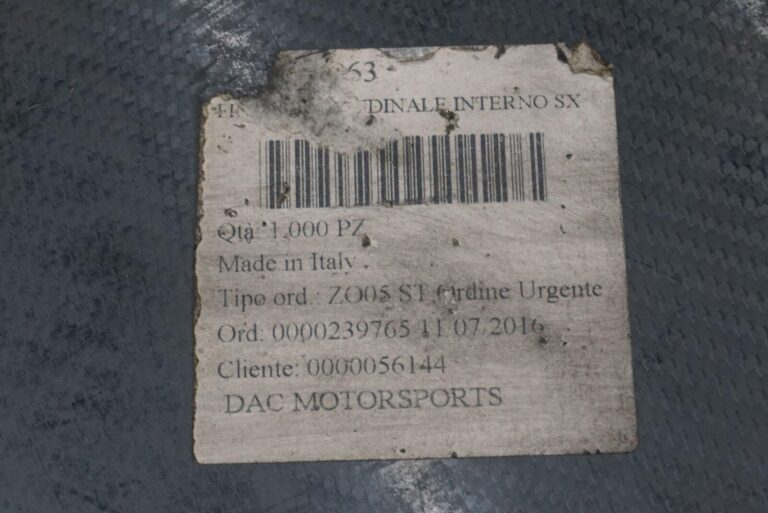 63
DINALE INTERNO SX
Qtà: 1.000 PZ
Made in Italy
Tipo ord.: ZO05 ST Ordine Urgente
Ord: 0000239765 11.07.2016
Cliente: 0000056144
DAC MOTORSPORTS